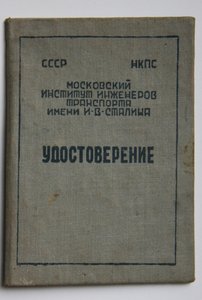 СССР НКПС
МОСКОВСКИЙ
ИНСТИТУТ ИНЖЕНЕРОВ
ТРАНСПОРТА
ИМЕНИ И·В·СТАЛИНА
УДОСТОВЕРЕНИЕ